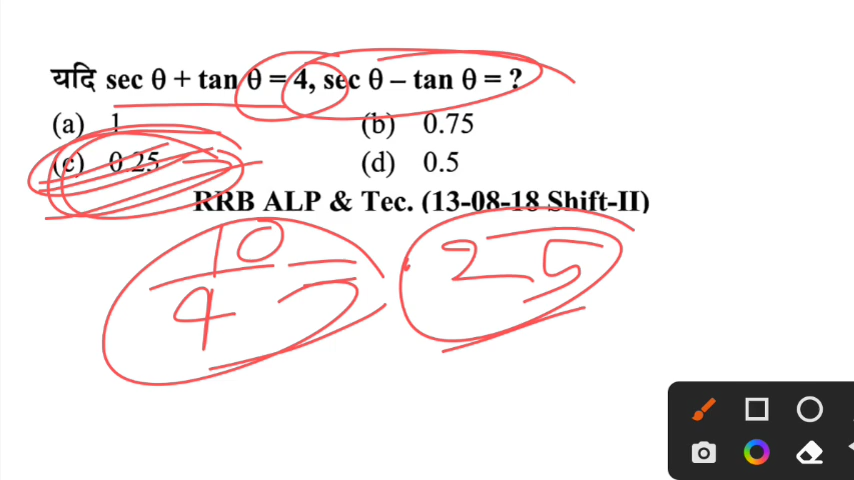 यदि sec θ + tan θ = 4, sec θ – tan θ = ?
(a) 1 (b) 0.75
(c) 0.25 (d) 0.5
RRB ALP & Tec. (13-08-18 Shift-II)
10
4
25